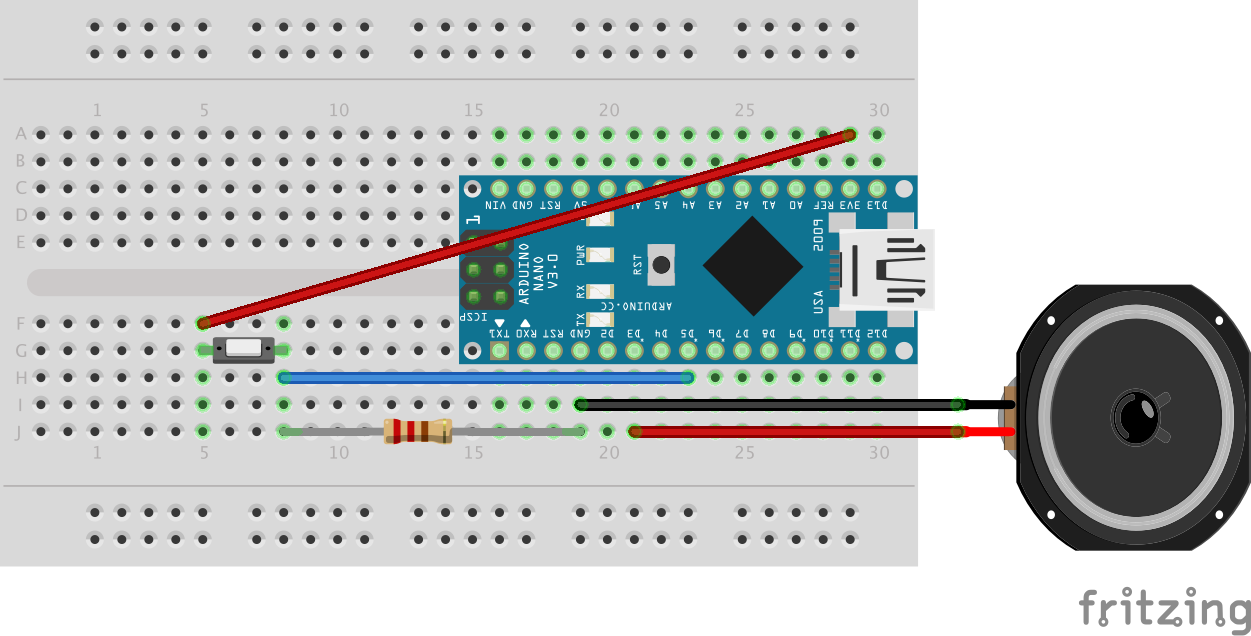 1 5 10 15 20 25 30
A
B
C
D
E
VIN GND RST 5V A5 A4 A3 A2 A1 A0 REF 3V3 D13
1
ARDUINO
NANO
V3.0
PWR
RX
TX
RST
ARDUINO.CC
2009
USA
ICSP
TX1 RX0 RST GND D2 D3 D4 D5 D6 D7 D8 D9 D10 D11 D12
F
G
H
I
J
1 5 10 15 20 25 30
fritzing